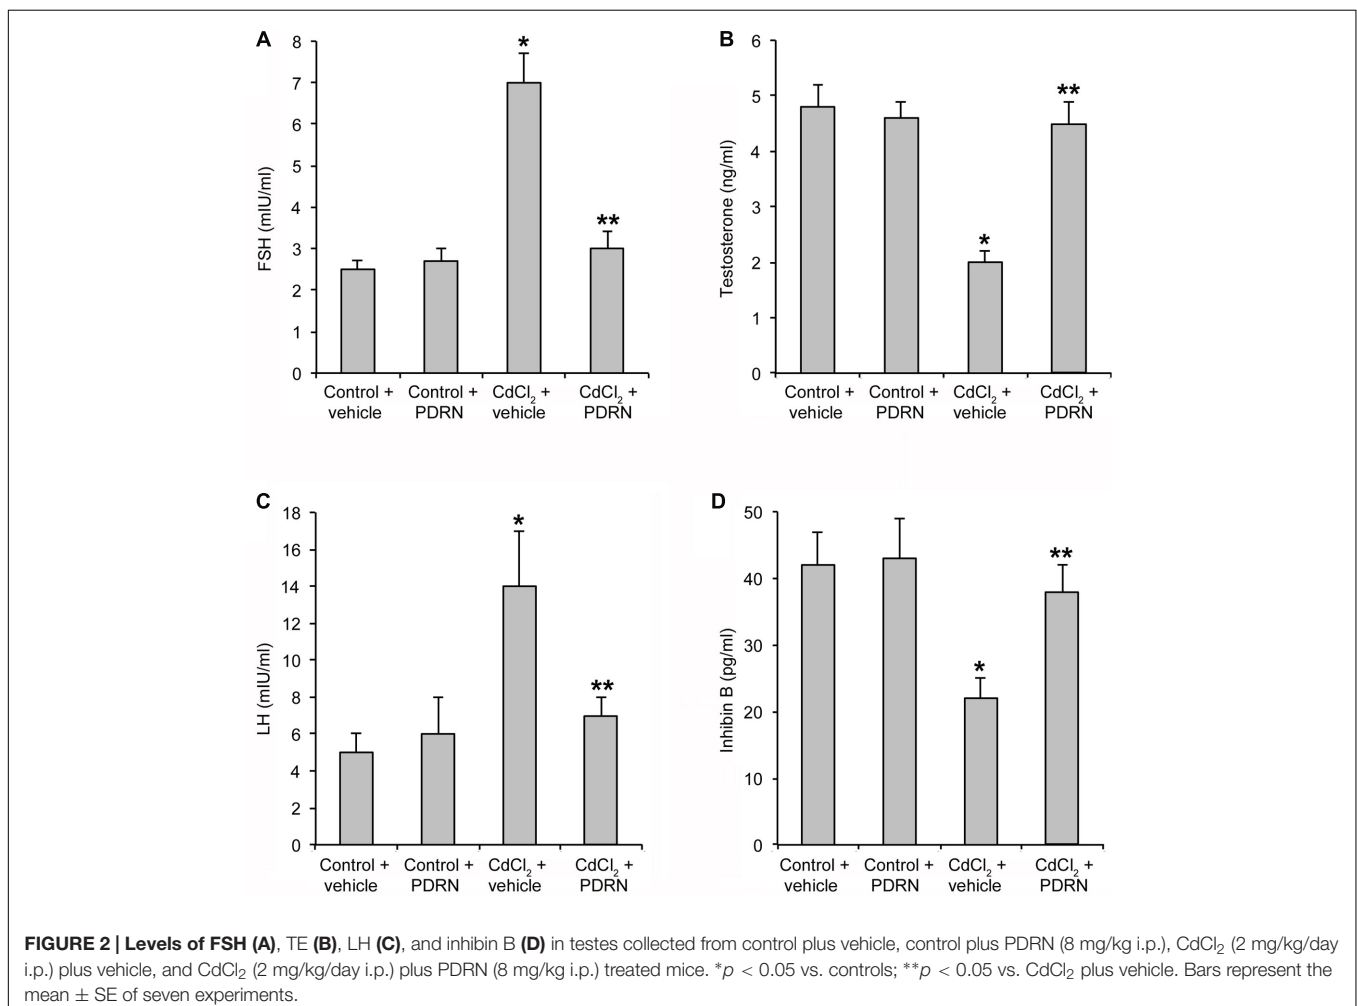 A
8
7
6
5
4
3
2
1
0
FSH (mIU/ml)
*
**
Control + Control + CdCl₂ + CdCl₂ +
vehicle PDRN vehicle PDRN
B
6
5
4
3
2
1
0
Testosterone (ng/ml)
*
**
Control + Control + CdCl₂ + CdCl₂ +
vehicle PDRN vehicle PDRN
C
18
16
14
12
10
8
6
4
2
0
LH (mIU/ml)
*
**
Control + Control + CdCl₂ + CdCl₂ +
vehicle PDRN vehicle PDRN
D
50
40
30
20
10
0
Inhibin B (pg/ml)
*
**
Control + Control + CdCl₂ + CdCl₂ +
vehicle PDRN vehicle PDRN
FIGURE 2 | Levels of FSH (A), TE (B), LH (C), and inhibin B (D) in testes collected from control plus vehicle, control plus PDRN (8 mg/kg i.p.), CdCl₂ (2 mg/kg/day
i.p.) plus vehicle, and CdCl₂ (2 mg/kg/day i.p.) plus PDRN (8 mg/kg i.p.) treated mice. *p < 0.05 vs. controls; **p < 0.05 vs. CdCl₂ plus vehicle. Bars represent the
mean ± SE of seven experiments.